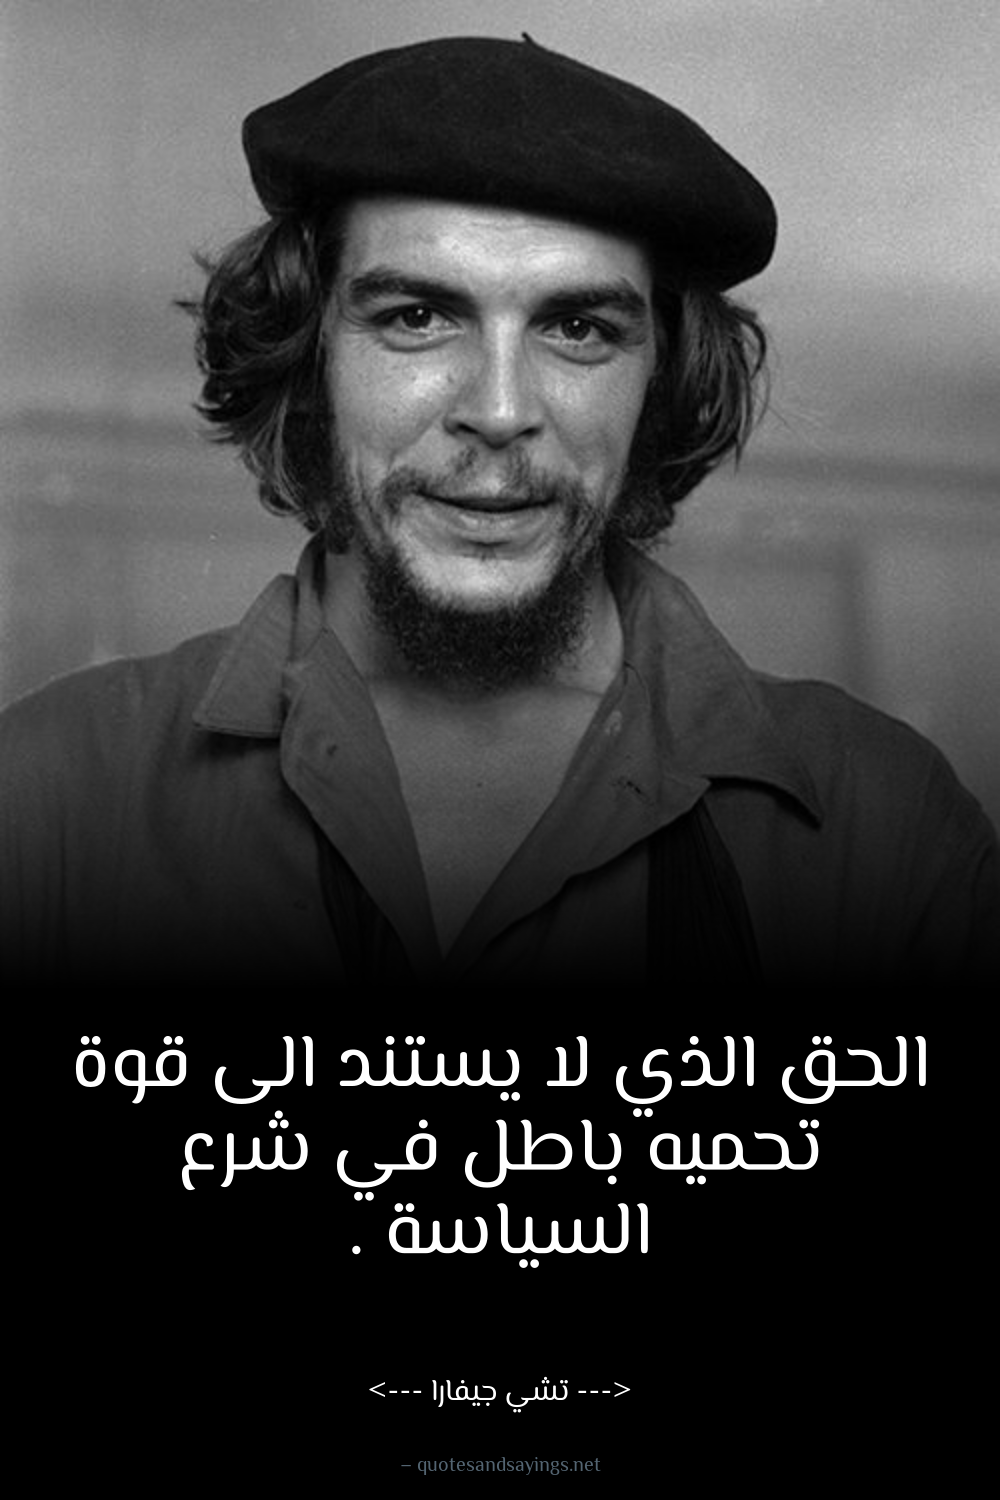 الحق الذي لا يستند الى قوة
تحميه باطل في شرع
السياسة .
<--- تشي جيفارا --->
– quotesandsayings.net